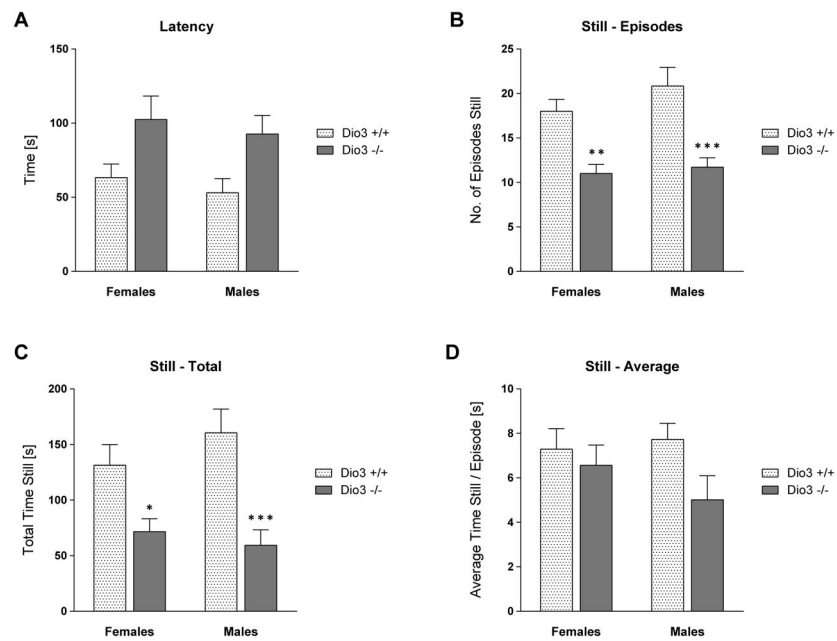 A
Latency
Time [s]
150
100
50
0
Females
Males
Dio3 +/+
Dio3 -/-
B
Still - Episodes
No. of Episodes Still
25
20
15
10
5
0
**
***
Females
Males
Dio3 +/+
Dio3 -/-
C
Still - Total
Total Time Still [s]
200
150
100
50
0
*
***
Females
Males
Dio3 +/+
Dio3 -/-
D
Still - Average
Average Time Still / Episode [s]
8
6
4
2
0
Females
Males
Dio3 +/+
Dio3 -/-